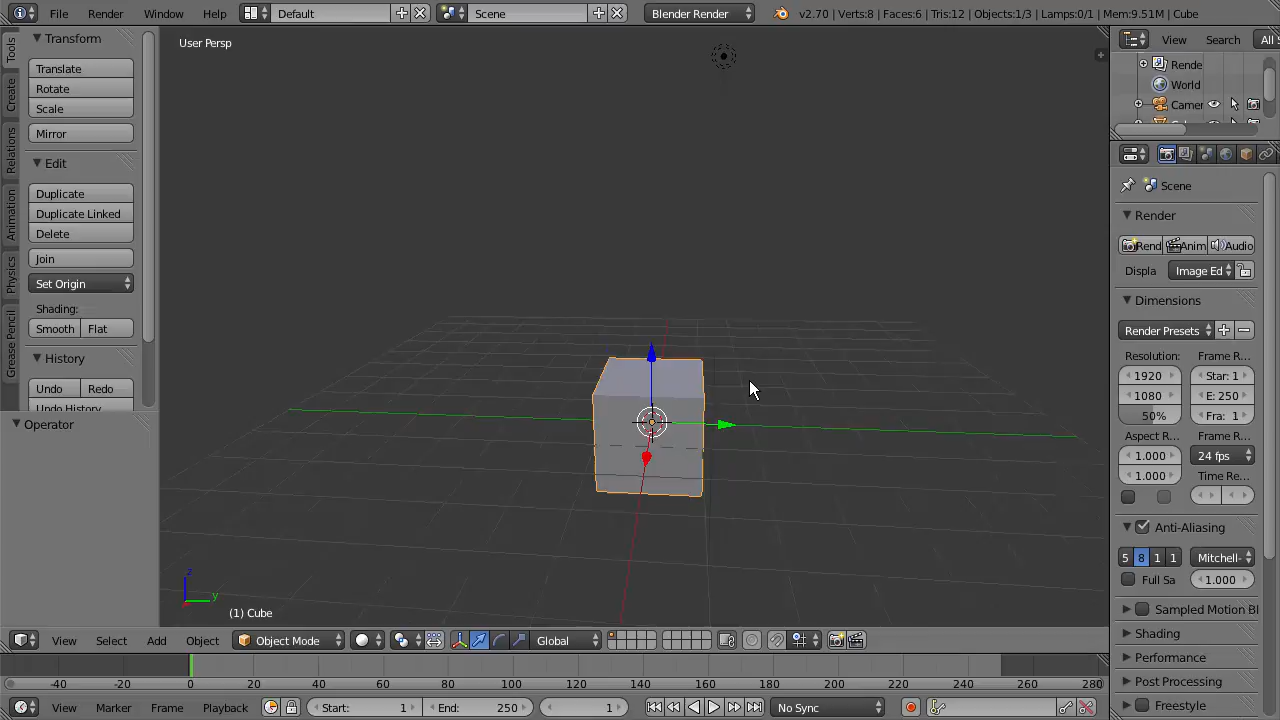 File Render Window Help Default Scene Blender Render v2.70 | Verts:8 | Faces:6 | Tris:12 | Objects:1/3 | Lamps:0/1 | Mem:9.51M | Cube
Tools
Create
Relations
Animation
Physics
Grease Pencil
Transform
Translate
Rotate
Scale
Mirror
Edit
Duplicate
Duplicate Linked
Delete
Join
Set Origin
Shading:
Smooth Flat
History
Undo Redo
Undo History
Operator
User Persp
z
y
(1) Cube
View Select Add Object Object Mode Global
-40 -20 0 20 40 60 80 100 120 140 160 180 200 220 240 260 280
View Marker Frame Playback Start: 1 End: 250 1 No Sync
View Search All S
Rende
World
Camer
Scene
Render
Rend Anim Audio
Displa Image Ed
Dimensions
Render Presets
Resolution: Frame R...
1920 Star: 1
1080 E: 250
50% Fra: 1
Aspect R... Frame R...
1.000 24 fps
1.000 Time Re...
Anti-Aliasing
5 8 1 1 Mitchell-
Full Sa 1.000
Sampled Motion Bl
Shading
Performance
Post Processing
Freestyle